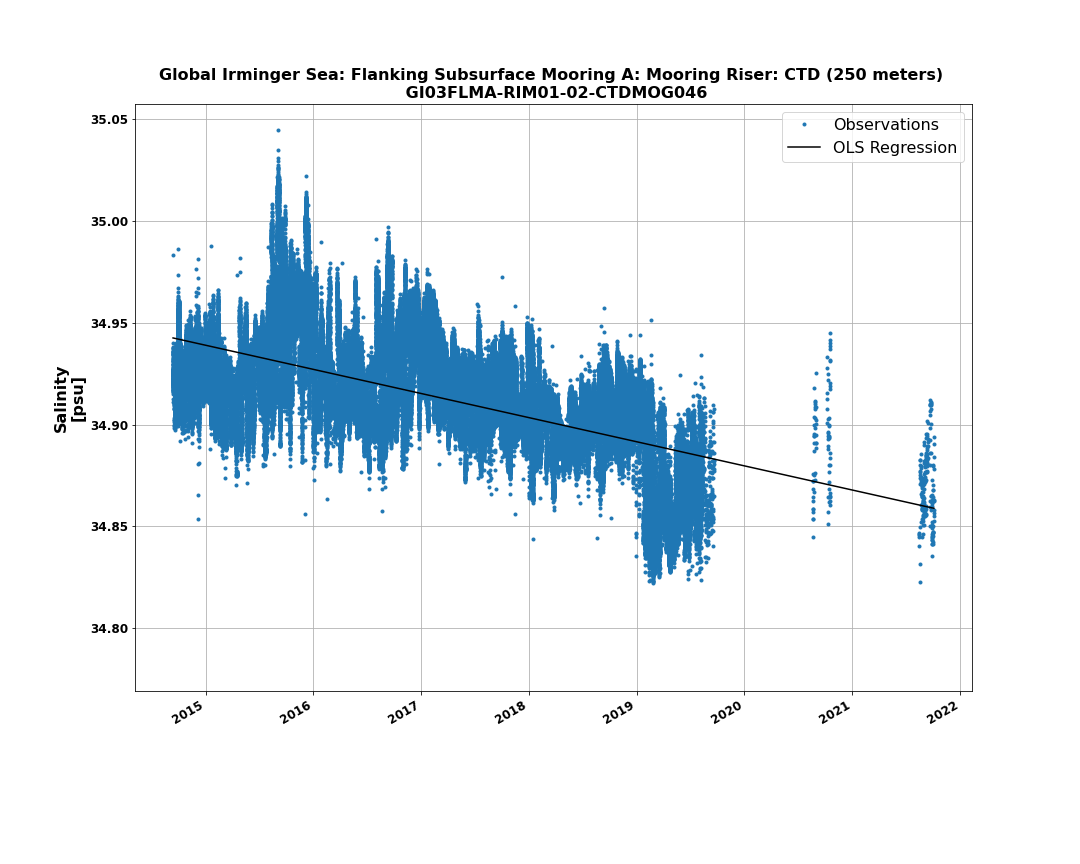 Global Irminger Sea: Flanking Subsurface Mooring A: Mooring Riser: CTD (250 meters)
GI03FLMA-RIM01-02-CTDMOG046
Observations
OLS Regression
Salinity
[psu]
35.05
35.00
34.95
34.90
34.85
34.80
2015
2016
2017
2018
2019
2020
2021
2022